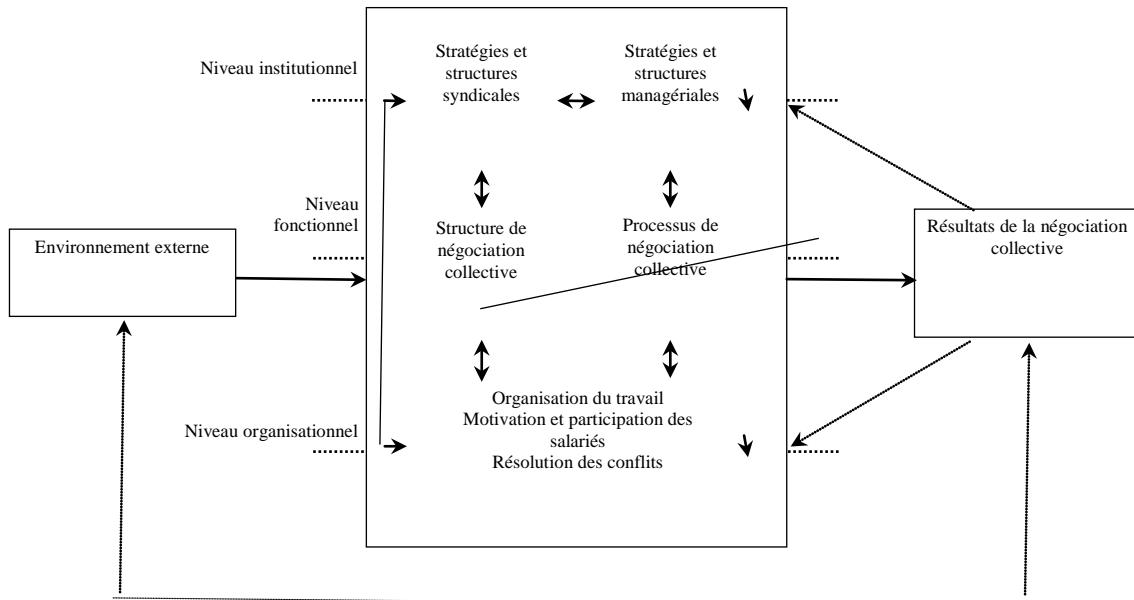 Niveau institutionnel
Stratégies et
structures
syndicales
Stratégies et
structures
managériales
Niveau
fonctionnel
Environnement externe
Structure de
négociation
collective
Processus de
négociation
collective
Résultats de la négociation
collective
Niveau organisationnel
Organisation du travail
Motivation et participation des
salariés
Résolution des conflits